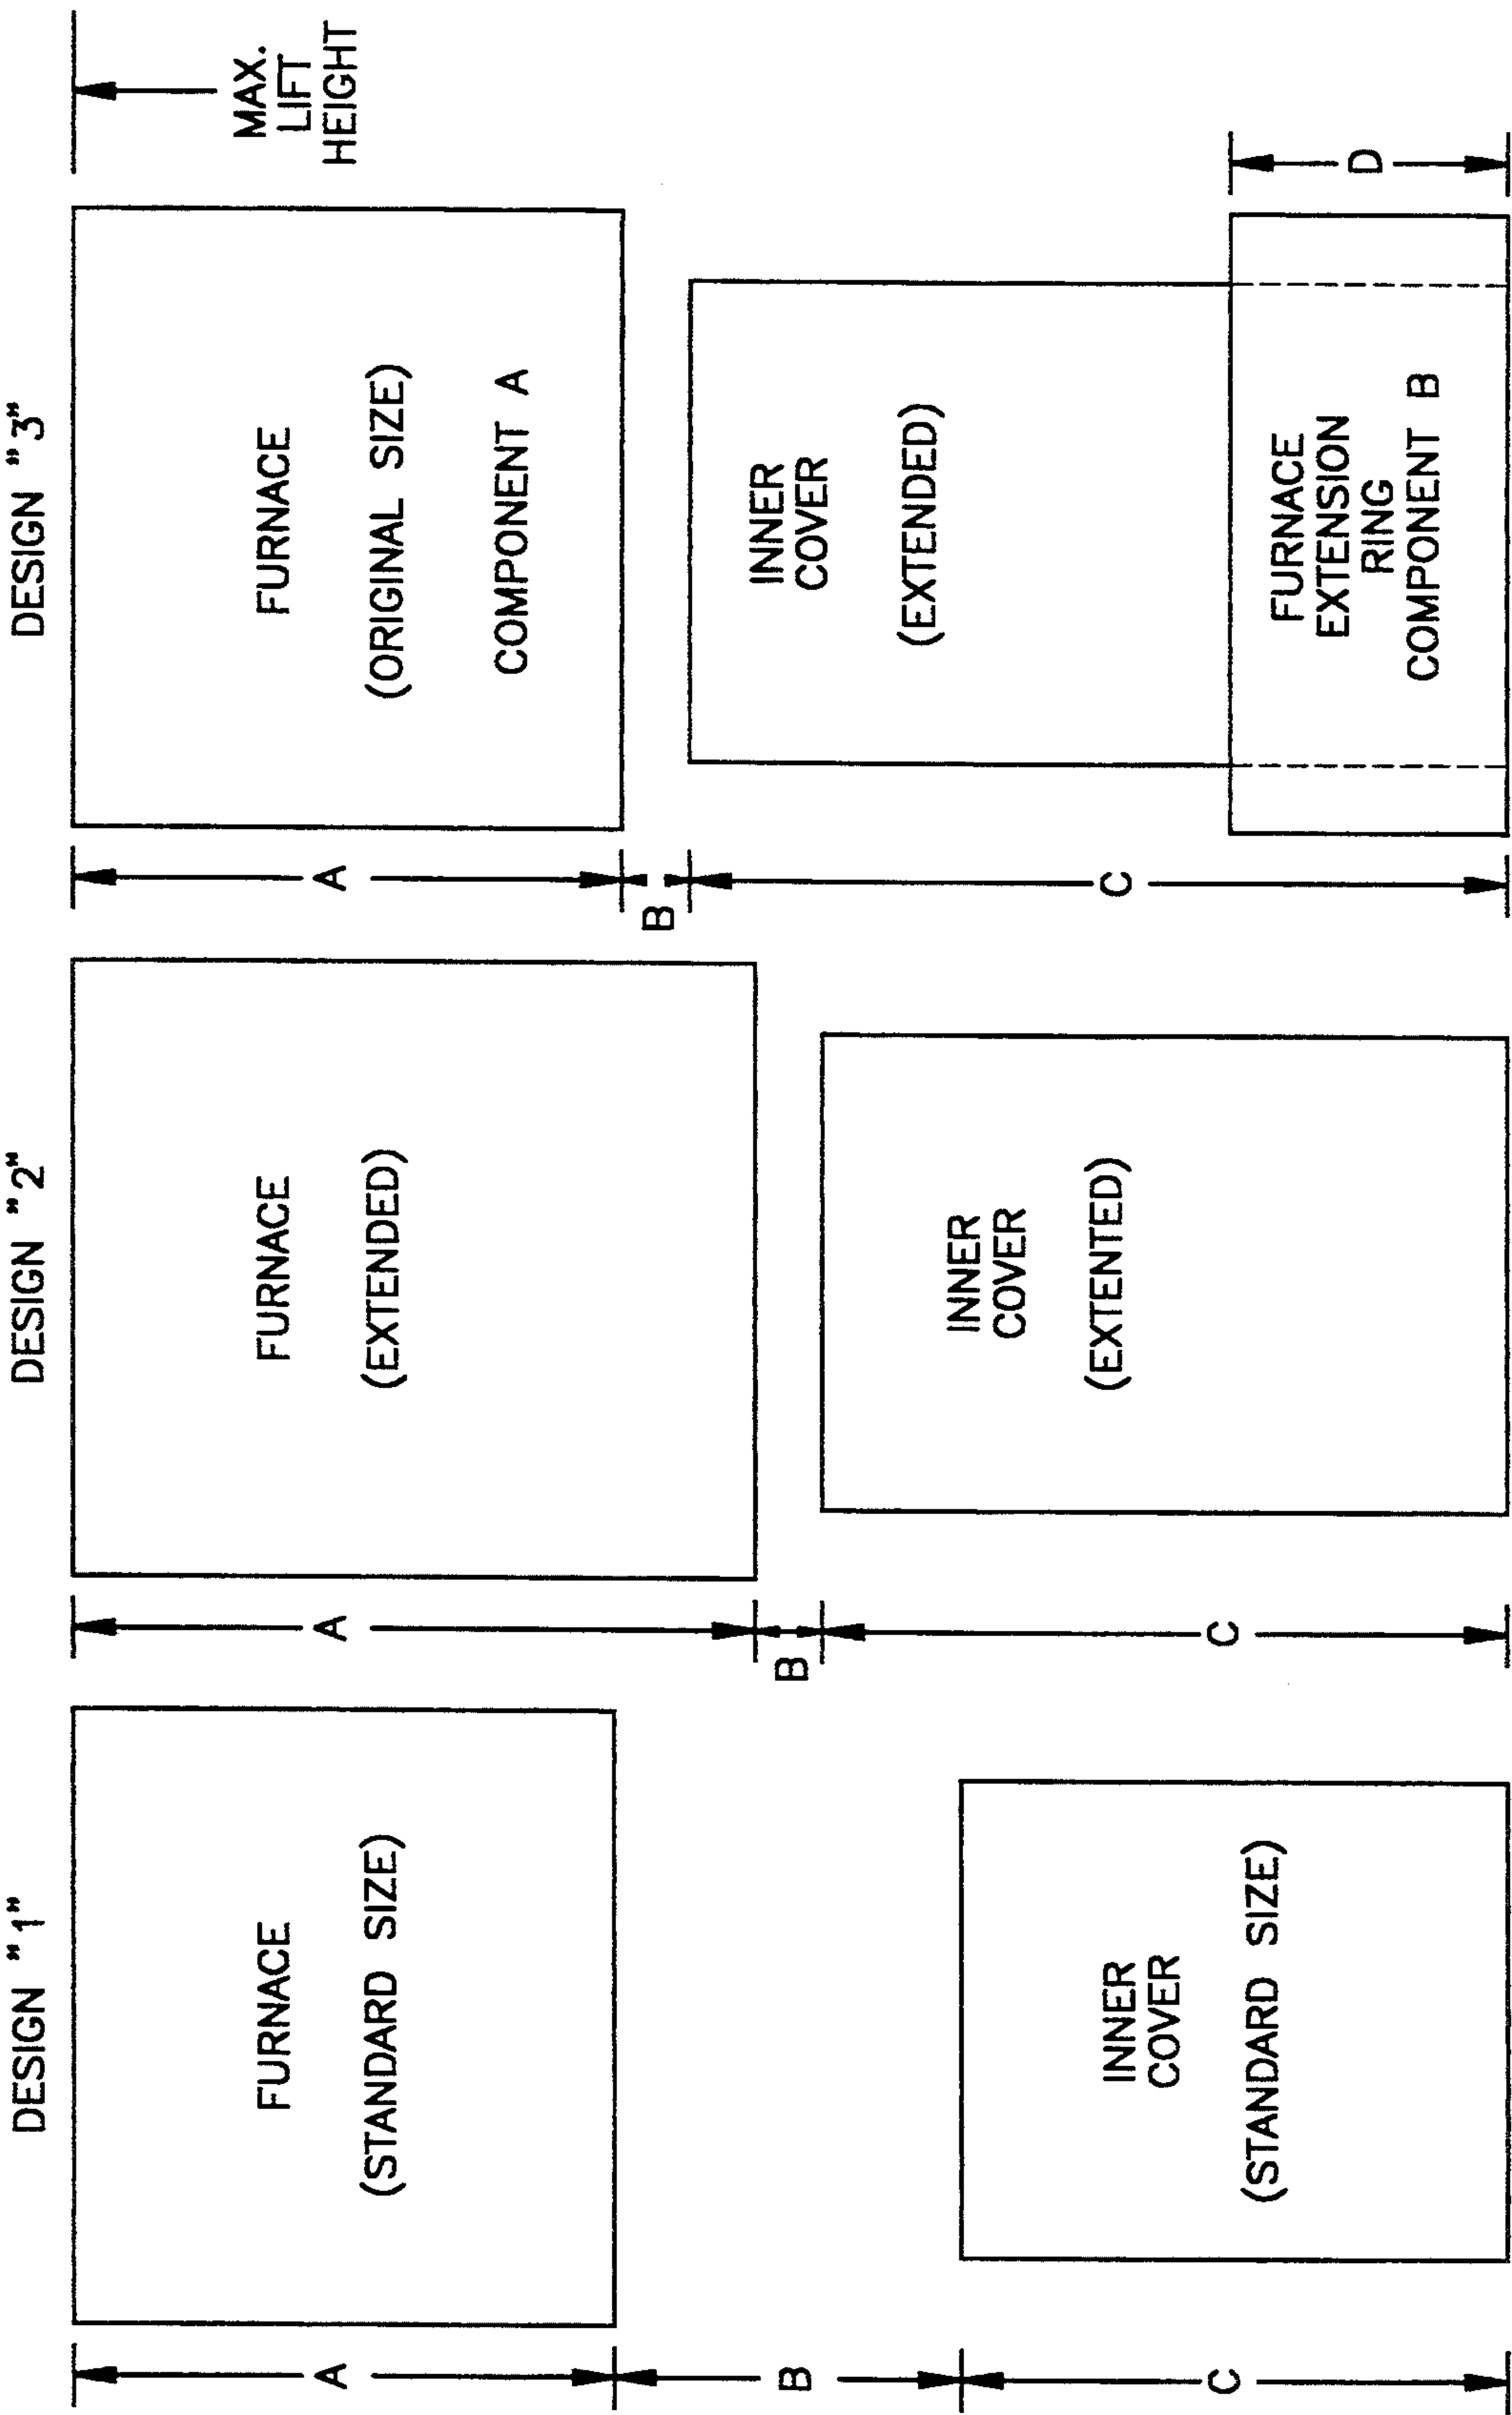 DESIGN "1"
FURNACE
(STANDARD SIZE)
A
B
INNER
COVER
(STANDARD SIZE)
C
DESIGN "2"
FURNACE
(EXTENDED)
A
B
INNER
COVER
(EXTENTED)
C
DESIGN "3"
FURNACE
(ORIGINAL SIZE)
COMPONENT A
A
B
INNER
COVER
(EXTENDED)
C
FURNACE
EXTENSION
RING
COMPONENT B
D
MAX.
LIFT
HEIGHT